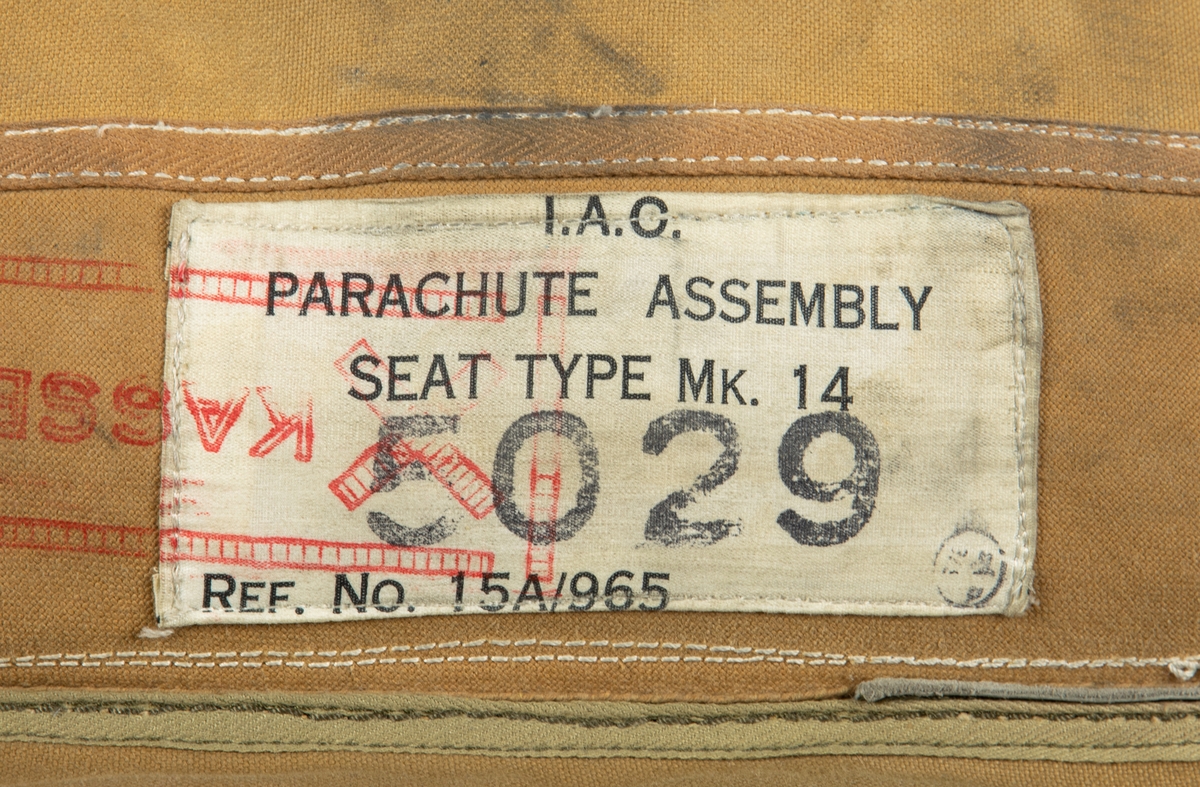 I.A.O.
PARACHUTE ASSEMBLY
SEAT TYPE MK. 14
5029
REF. NO. 15A/965